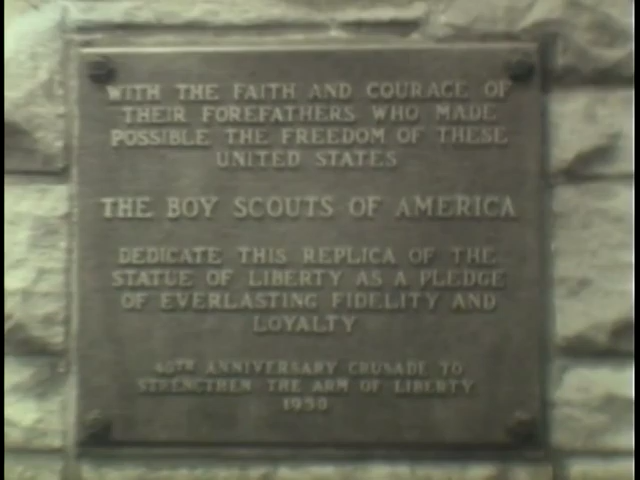 WITH THE FAITH AND COURAGE OF
THEIR FOREFATHERS WHO MADE
POSSIBLE THE FREEDOM OF THESE
UNITED STATES
THE BOY SCOUTS OF AMERICA
DEDICATE THIS REPLICA OF THE
STATUE OF LIBERTY AS A PLEDGE
OF EVERLASTING FIDELITY AND
LOYALTY
40TH ANNIVERSARY CRUSADE TO
STRENGTHEN THE ARM OF LIBERTY
1950